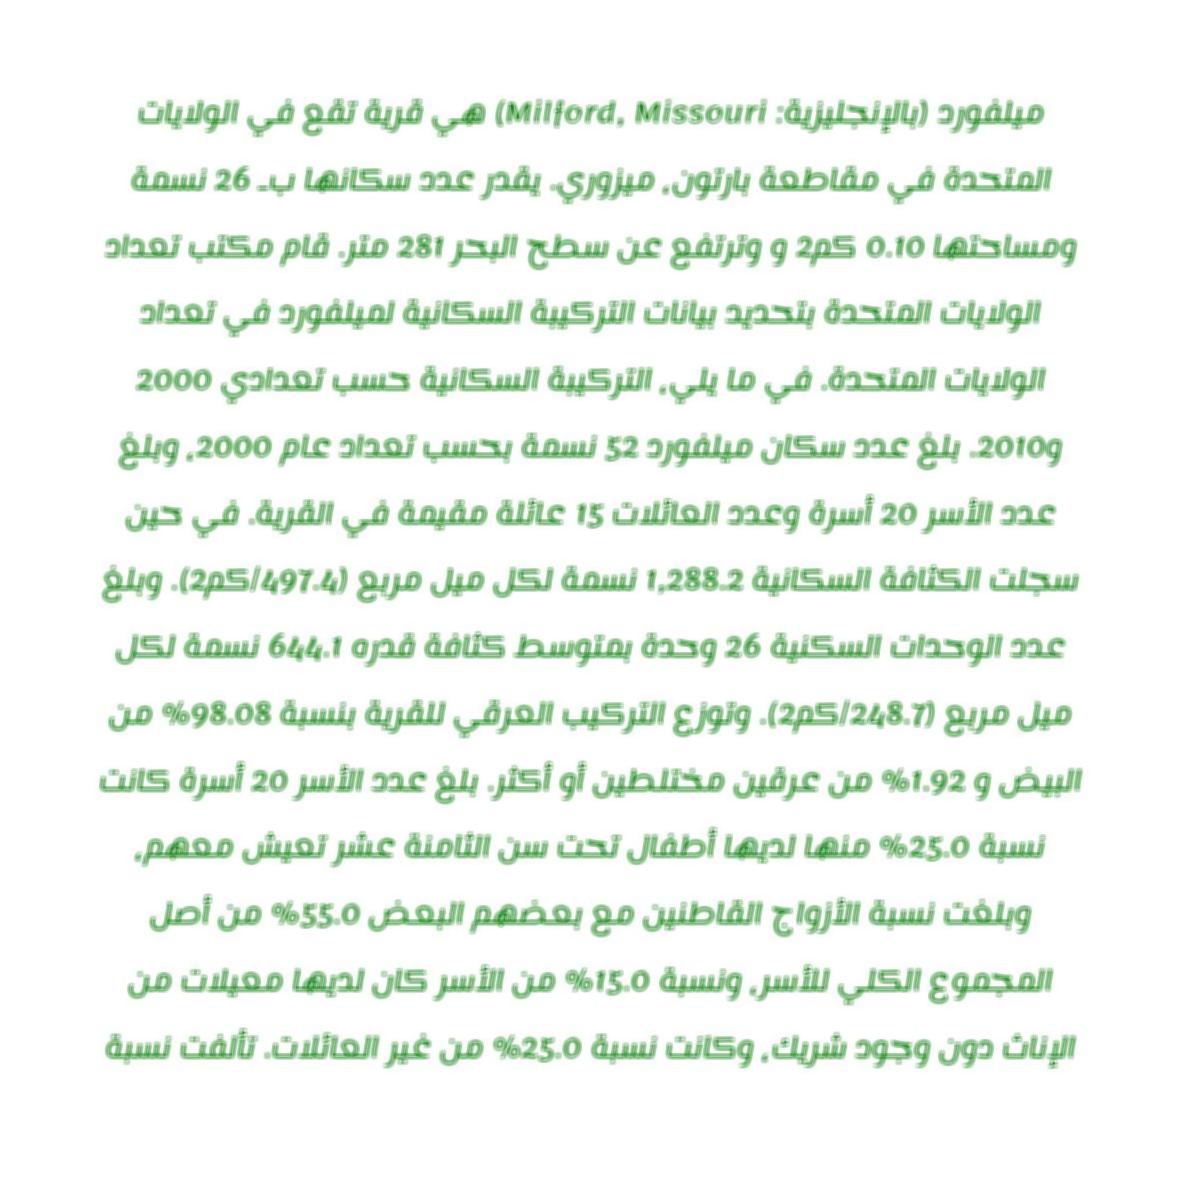 ميلفورد (بالإنجليزية: Milford, Missouri) هي قرية تقع في الولايات
المتحدة في مقاطعة بارتون، ميزوري. يقدر عدد سكانها بـ 26 نسمة
ومساحتها 0.10 كم2 و وترتفع عن سطح البحر 281 متر. قام مكتب تعداد
الولايات المتحدة بتحديد بيانات التركيبة السكانية لميلفورد في تعداد
الولايات المتحدة. في ما يلي، التركيبة السكانية حسب تعدادي 2000
و2010. بلغ عدد سكان ميلفورد 52 نسمة بحسب تعداد عام 2000، وبلغ
عدد الأسر 20 أسرة وعدد العائلات 15 عائلة مقيمة في القرية. في حين
سجلت الكثافة السكانية 1,288.2 نسمة لكل ميل مربع (497.4/كم2). وبلغ
عدد الوحدات السكنية 26 وحدة بمتوسط كثافة قدره 644.1 نسمة لكل
ميل مربع (248.7/كم2). وتوزع التركيب العرقي للقرية بنسبة 98.08% من
البيض و 1.92% من عرقين مختلطين أو أكثر. بلغ عدد الأسر 20 أسرة كانت
نسبة 25.0% منها لديها أطفال تحت سن الثامنة عشر تعيش معهم،
وبلغت نسبة الأزواج القاطنين مع بعضهم البعض 55.0% من أصل
المجموع الكلي للأسر، ونسبة 15.0% من الأسر كان لديها معيلات من
الإناث دون وجود شريك، وكانت نسبة 25.0% من غير العائلات. تألفت نسبة